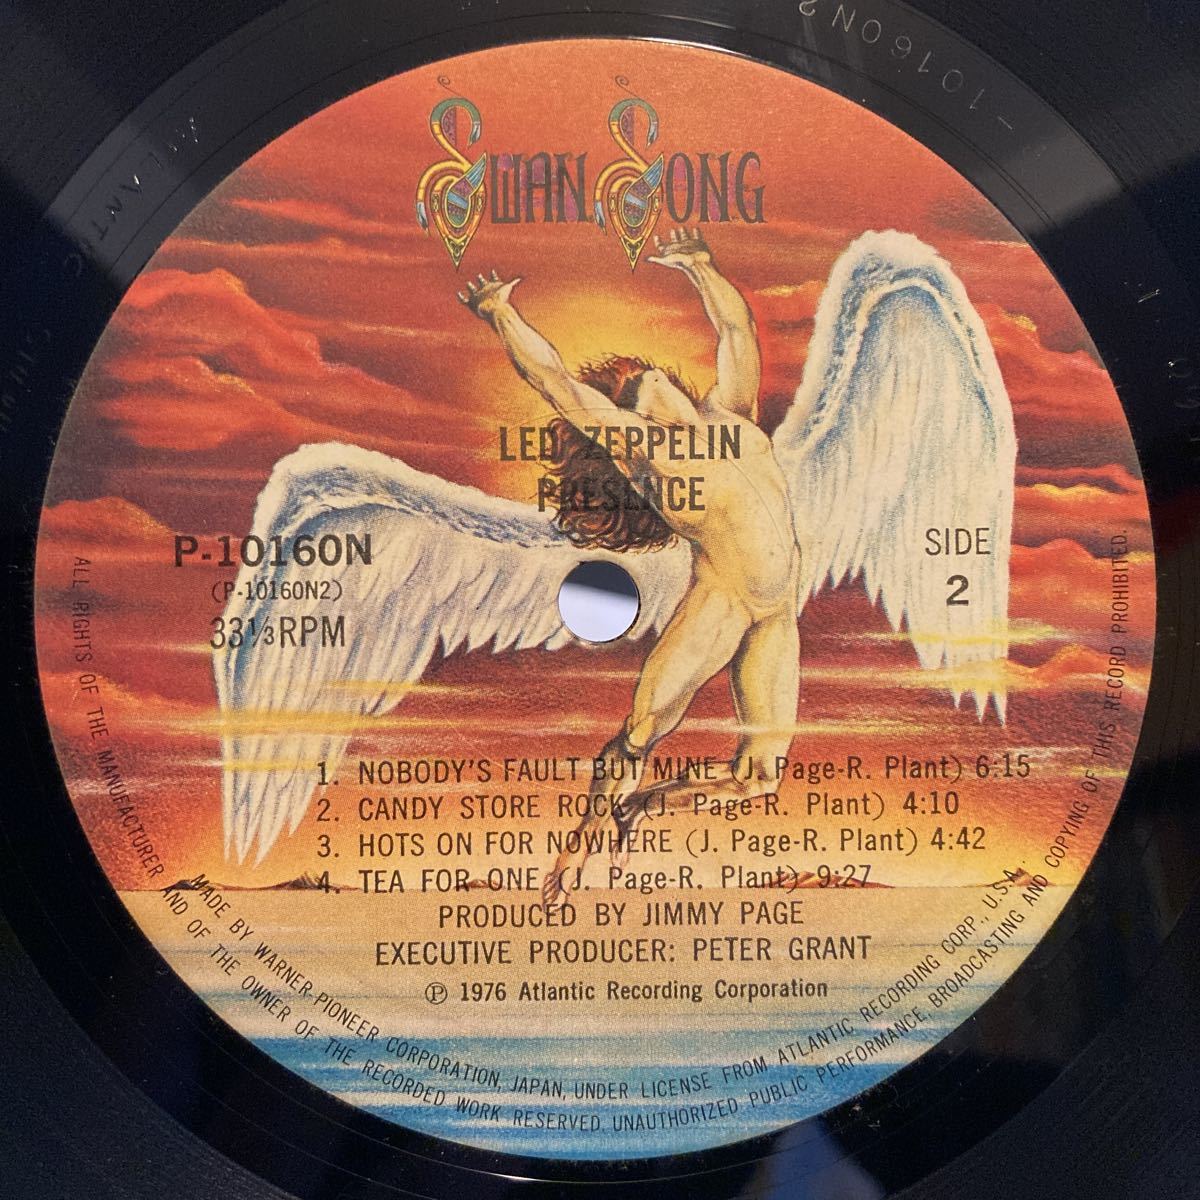 SWAN SONG
LED ZEPPELIN
PRESENCE
P-10160N
(P-10160N2)
33⅓RPM
SIDE
2
1. NOBODY'S FAULT BUT MINE (J. Page-R. Plant) 6:15
2. CANDY STORE ROCK (J. Page-R. Plant) 4:10
3. HOTS ON FOR NOWHERE (J. Page-R. Plant) 4:42
4. TEA FOR ONE (J. Page-R. Plant) 9:27
PRODUCED BY JIMMY PAGE
EXECUTIVE PRODUCER: PETER GRANT
Ⓟ 1976 Atlantic Recording Corporation
MADE BY WARNER-PIONEER CORPORATION, JAPAN, UNDER LICENSE FROM ATLANTIC RECORDING CORP., U.S.A.
ALL RIGHTS OF THE MANUFACTURER AND OF THE OWNER OF THE RECORDED WORK RESERVED. UNAUTHORIZED PUBLIC PERFORMANCE, BROADCASTING AND COPYING OF THIS RECORD PROHIBITED.
-10160N2